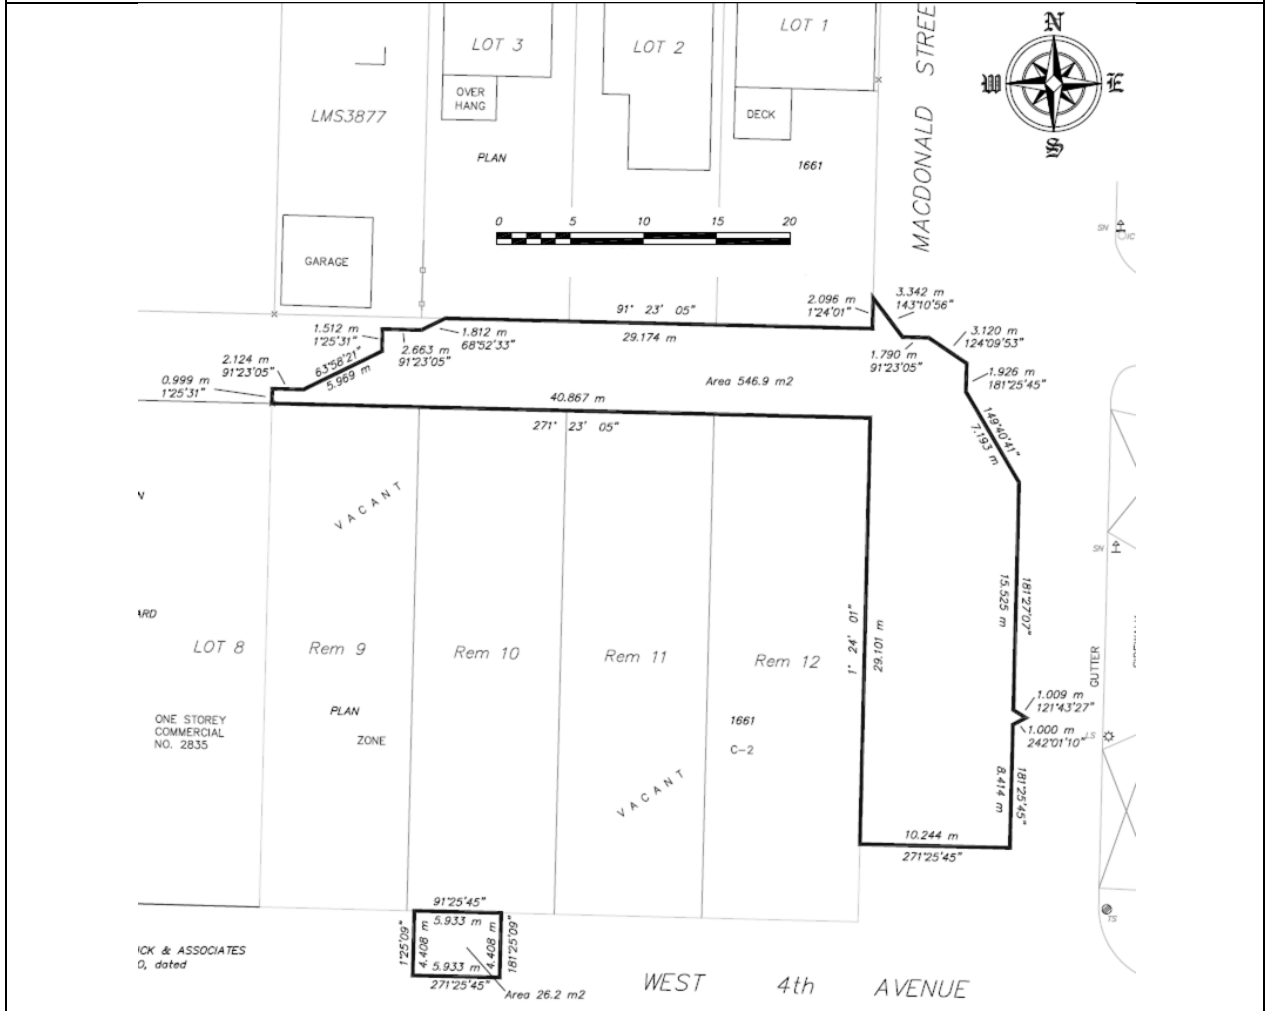 LOT 3
LOT 2
LOT 1
MACDONALD STREE
N
W
E
S
OVER
HANG
DECK
LMS3877
PLAN
1661
0 5 10 15 20
SN
GARAGE
91° 23' 05"
29.174 m
2.096 m
1°24'01"
3.342 m
143°10'56"
1.512 m
1°25'31"
2.663 m
91°23'05"
1.812 m
68°52'33"
1.790 m
91°23'05"
3.120 m
124°09'53"
2.124 m
91°23'05"
63°58'21"
5.969 m
0.999 m
1°25'31"
1.926 m
181°25'45"
Area 546.9 m2
40.867 m
271° 23' 05"
149°40'41"
7.193 m
VACANT
SN
15.525 m
181°27'07"
1° 24' 01"
29.101 m
ARD
LOT 8
Rem 9
Rem 10
Rem 11
Rem 12
GUTTER
PLAN
ZONE
1661
C-2
ONE STOREY
COMMERCIAL
NO. 2835
1.009 m
121°43'27"
1.000 m
242°01'10"
LS
VACANT
8.414 m
181°25'45"
10.244 m
271°25'45"
91°25'45"
5.933 m
1°25'09"
4.408 m
4.408 m
181°25'09"
5.933 m
271°25'45"
Area 26.2 m2
TS
ICK & ASSOCIATES
O, dated
WEST 4th AVENUE